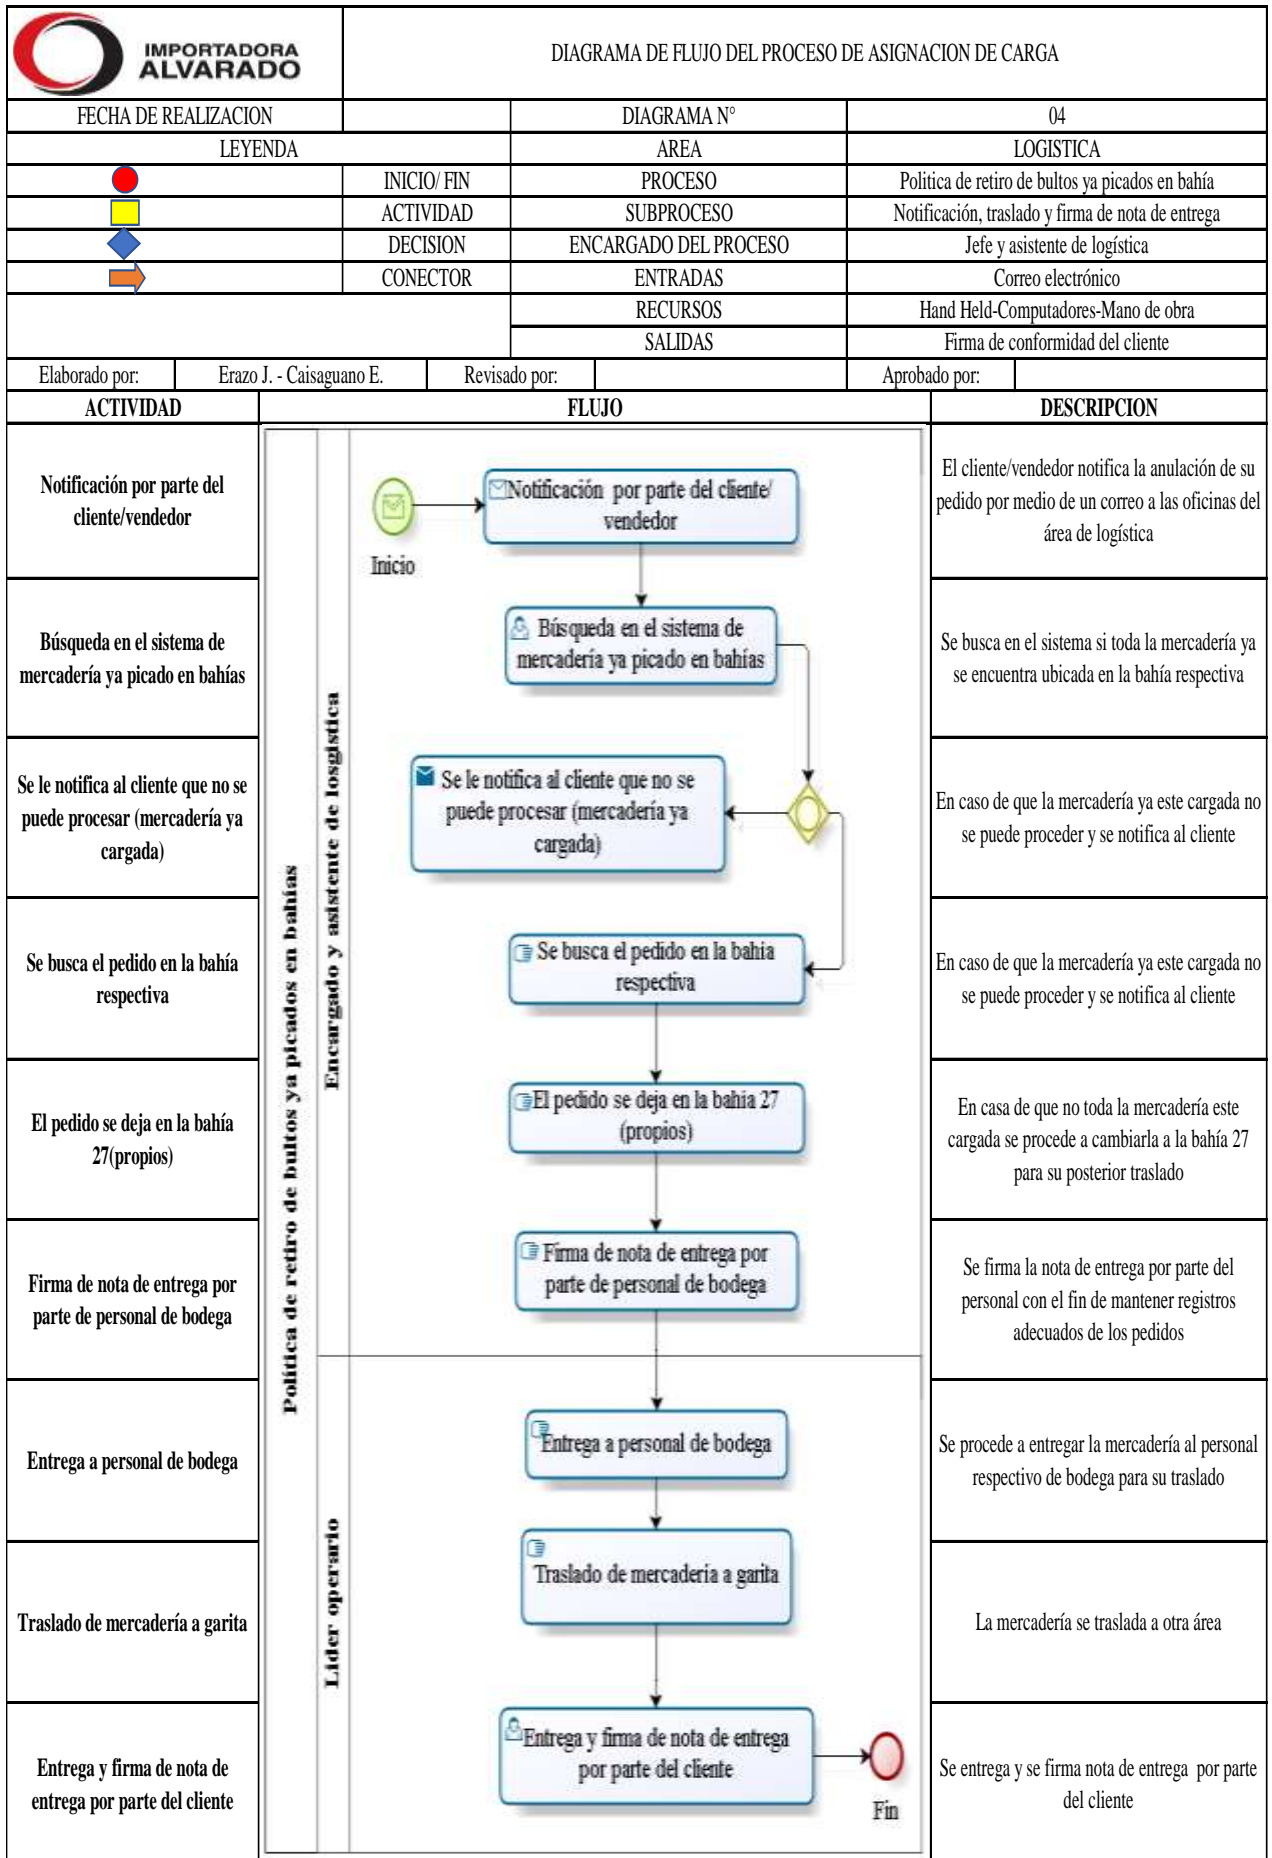 IMPORTADORA
ALVARADO
DIAGRAMA DE FLUJO DEL PROCESO DE ASIGNACION DE CARGA
FECHA DE REALIZACION
DIAGRAMA N°
04
LEYENDA
AREA
LOGISTICA
INICIO/ FIN
PROCESO
Politica de retiro de bultos ya picados en bahía
ACTIVIDAD
SUBPROCESO
Notificación, traslado y firma de nota de entrega
DECISION
ENCARGADO DEL PROCESO
Jefe y asistente de logística
CONECTOR
ENTRADAS
Correo electrónico
RECURSOS
Hand Held-Computadores-Mano de obra
SALIDAS
Firma de conformidad del cliente
Elaborado por:
Erazo J. - Caisaguano E.
Revisado por:
Aprobado por:
ACTIVIDAD
FLUJO
DESCRIPCION
Política de retiro de bultos ya picados en bahías
Encargado y asistente de losgistica
Lider operario
Notificación por parte del
cliente/vendedor
Inicio
Notificación por parte del cliente/
vendedor
El cliente/vendedor notifica la anulación de su
pedido por medio de un correo a las oficinas del
área de logística
Búsqueda en el sistema de
mercadería ya picado en bahías
Búsqueda en el sistema de
mercadería ya picado en bahías
Se busca en el sistema si toda la mercadería ya
se encuentra ubicada en la bahía respectiva
Se le notifica al cliente que no se
puede procesar (mercadería ya
cargada)
Se le notifica al cliente que no se
puede procesar (mercadería ya
cargada)
En caso de que la mercadería ya este cargada no
se puede proceder y se notifica al cliente
Se busca el pedido en la bahía
respectiva
Se busca el pedido en la bahia
respectiva
En caso de que la mercadería ya este cargada no
se puede proceder y se notifica al cliente
El pedido se deja en la bahía
27(propios)
El pedido se deja en la bahia 27
(propios)
En casa de que no toda la mercadería este
cargada se procede a cambiarla a la bahía 27
para su posterior traslado
Firma de nota de entrega por
parte de personal de bodega
Firma de nota de entrega por
parte de personal de bodega
Se firma la nota de entrega por parte del
personal con el fin de mantener registros
adecuados de los pedidos
Entrega a personal de bodega
Entrega a personal de bodega
Se procede a entregar la mercadería al personal
respectivo de bodega para su traslado
Traslado de mercadería a garita
Traslado de mercaderia a garita
La mercadería se traslada a otra área
Entrega y firma de nota de
entrega por parte del cliente
Entrega y firma de nota de entrega
por parte del cliente
Fin
Se entrega y se firma nota de entrega por parte
del cliente